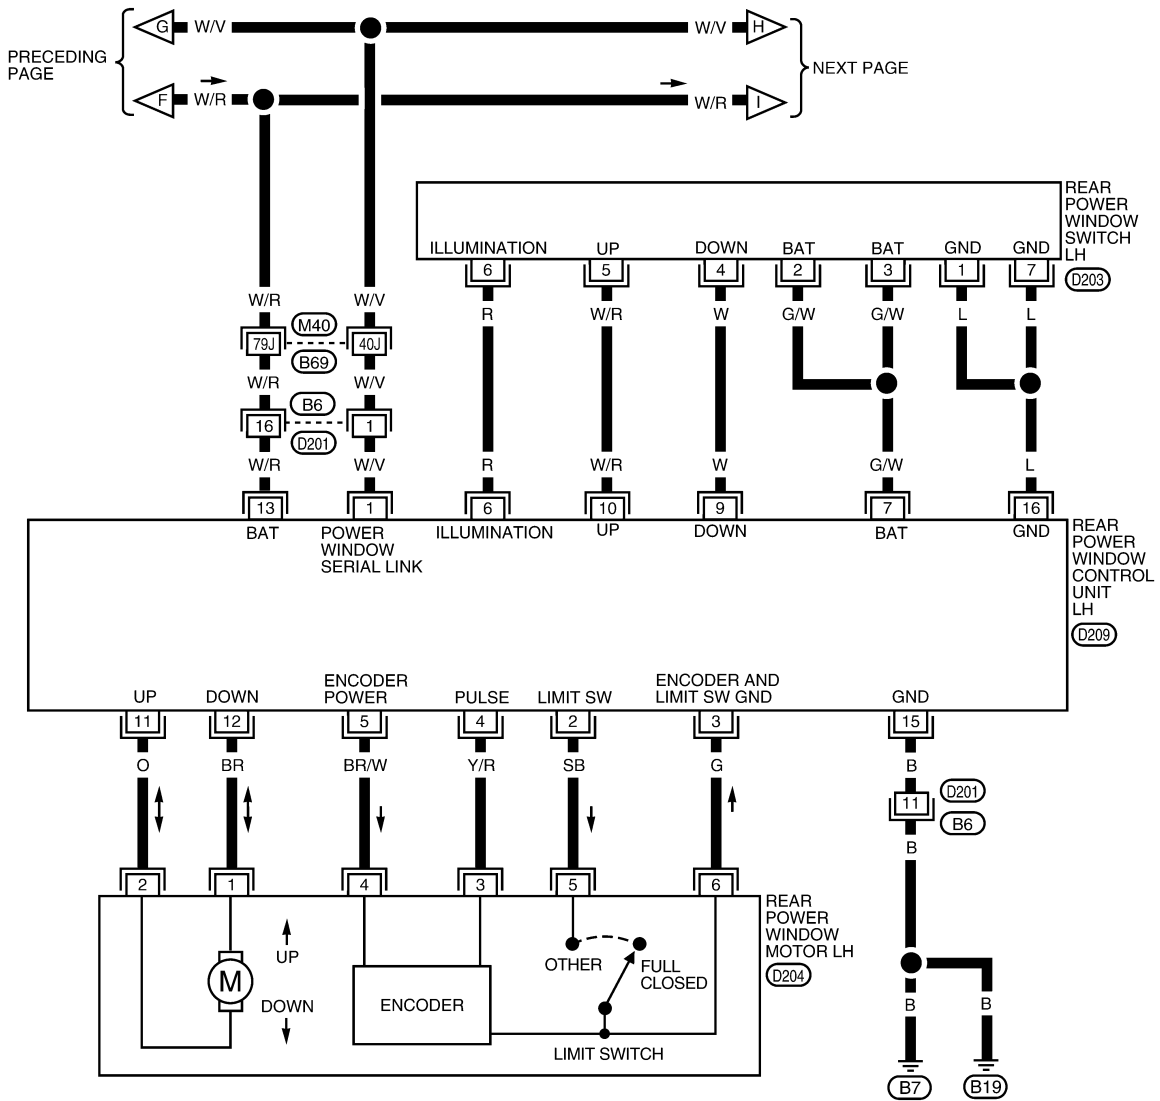 G W/V W/V H
PRECEDING
PAGE
NEXT PAGE
F W/R W/R I
REAR
POWER
WINDOW
SWITCH
LH
D203
ILLUMINATION UP DOWN BAT BAT GND GND
6 5 4 2 3 1 7
W/R W/V
R W/R W G/W G/W L L
M40
79J 40J
B69
W/R W/V
B6
16 1
D201
W/R W/V R W/R W G/W L
13 1 6 10 9 7 16
BAT
POWER
WINDOW
SERIAL LINK
ILLUMINATION UP DOWN BAT GND
REAR
POWER
WINDOW
CONTROL
UNIT
LH
D209
UP DOWN
ENCODER
POWER
PULSE LIMIT SW
ENCODER AND
LIMIT SW GND
GND
11 12 5 4 2 3 15
O BR BR/W Y/R SB G B
11
D201
B6
B
2 1 4 3 5 6
REAR
POWER
WINDOW
MOTOR LH
D204
UP
M
DOWN
ENCODER
OTHER
FULL
CLOSED
LIMIT SWITCH
B B
B7 B19